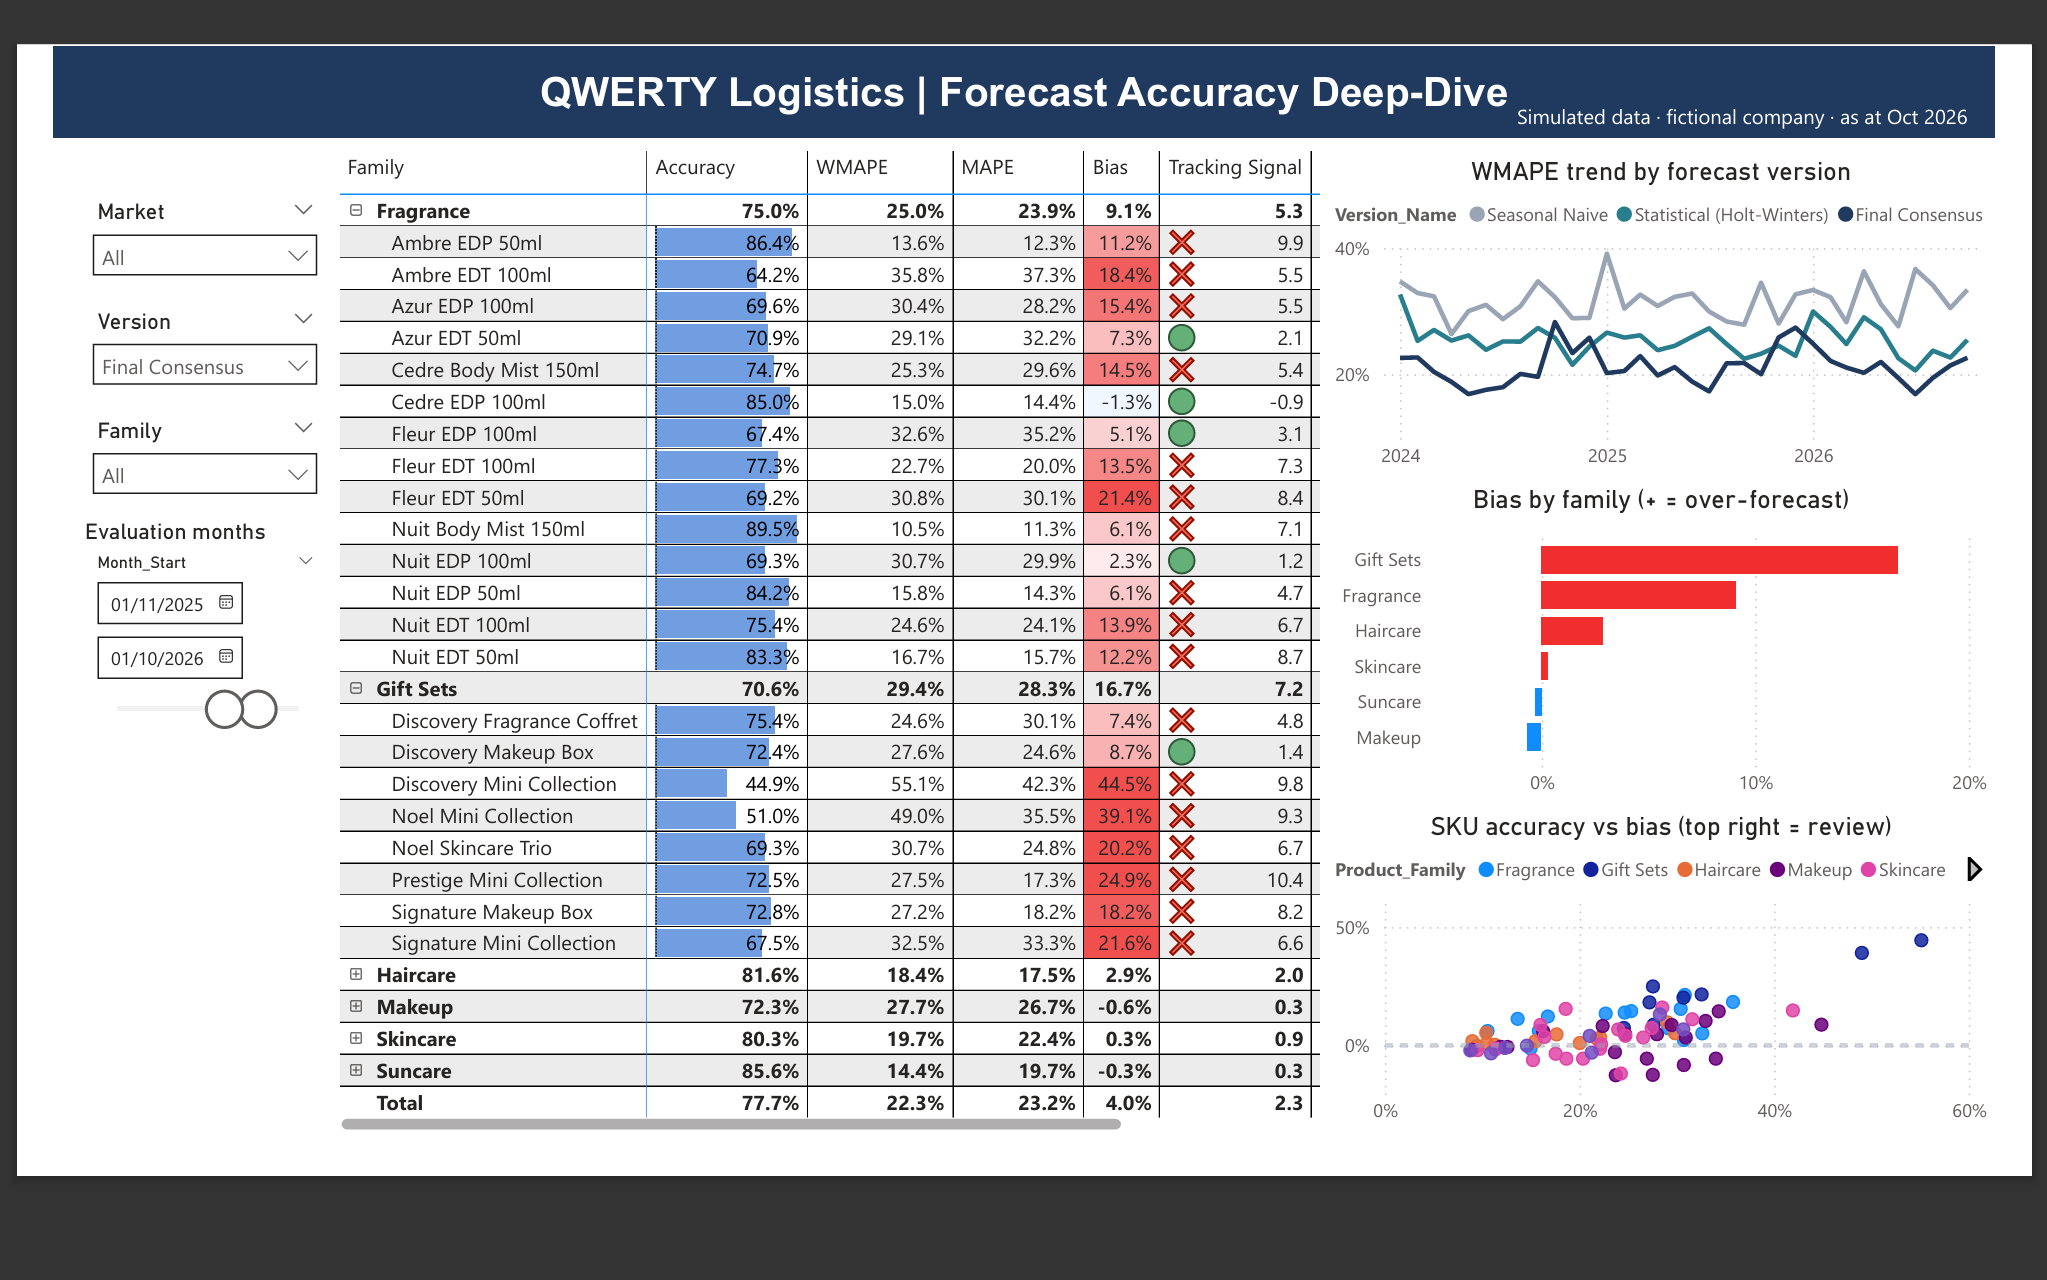 QWERTY Logistics | Forecast Accuracy Deep-Dive
Simulated data · fictional company · as at Oct 2026
Market
All
Version
Final Consensus
Family
All
Evaluation months
Month_Start
01/11/2025
01/10/2026
Family Accuracy WMAPE MAPE Bias Tracking Signal
Fragrance 75.0% 25.0% 23.9% 9.1% 5.3
Ambre EDP 50ml 86.4% 13.6% 12.3% 11.2% 9.9
Ambre EDT 100ml 64.2% 35.8% 37.3% 18.4% 5.5
Azur EDP 100ml 69.6% 30.4% 28.2% 15.4% 5.5
Azur EDT 50ml 70.9% 29.1% 32.2% 7.3% 2.1
Cedre Body Mist 150ml 74.7% 25.3% 29.6% 14.5% 5.4
Cedre EDP 100ml 85.0% 15.0% 14.4% -1.3% -0.9
Fleur EDP 100ml 67.4% 32.6% 35.2% 5.1% 3.1
Fleur EDT 100ml 77.3% 22.7% 20.0% 13.5% 7.3
Fleur EDT 50ml 69.2% 30.8% 30.1% 21.4% 8.4
Nuit Body Mist 150ml 89.5% 10.5% 11.3% 6.1% 7.1
Nuit EDP 100ml 69.3% 30.7% 29.9% 2.3% 1.2
Nuit EDP 50ml 84.2% 15.8% 14.3% 6.1% 4.7
Nuit EDT 100ml 75.4% 24.6% 24.1% 13.9% 6.7
Nuit EDT 50ml 83.3% 16.7% 15.7% 12.2% 8.7
Gift Sets 70.6% 29.4% 28.3% 16.7% 7.2
Discovery Fragrance Coffret 75.4% 24.6% 30.1% 7.4% 4.8
Discovery Makeup Box 72.4% 27.6% 24.6% 8.7% 1.4
Discovery Mini Collection 44.9% 55.1% 42.3% 44.5% 9.8
Noel Mini Collection 51.0% 49.0% 35.5% 39.1% 9.3
Noel Skincare Trio 69.3% 30.7% 24.8% 20.2% 6.7
Prestige Mini Collection 72.5% 27.5% 17.3% 24.9% 10.4
Signature Makeup Box 72.8% 27.2% 18.2% 18.2% 8.2
Signature Mini Collection 67.5% 32.5% 33.3% 21.6% 6.6
Haircare 81.6% 18.4% 17.5% 2.9% 2.0
Makeup 72.3% 27.7% 26.7% -0.6% 0.3
Skincare 80.3% 19.7% 22.4% 0.3% 0.9
Suncare 85.6% 14.4% 19.7% -0.3% 0.3
Total 77.7% 22.3% 23.2% 4.0% 2.3
WMAPE trend by forecast version
Version_Name Seasonal Naive Statistical (Holt-Winters) Final Consensus
40%
20%
2024 2025 2026
Bias by family (+ = over-forecast)
Gift Sets
Fragrance
Haircare
Skincare
Suncare
Makeup
0% 10% 20%
SKU accuracy vs bias (top right = review)
Product_Family Fragrance Gift Sets Haircare Makeup Skincare
50%
0%
0% 20% 40% 60%